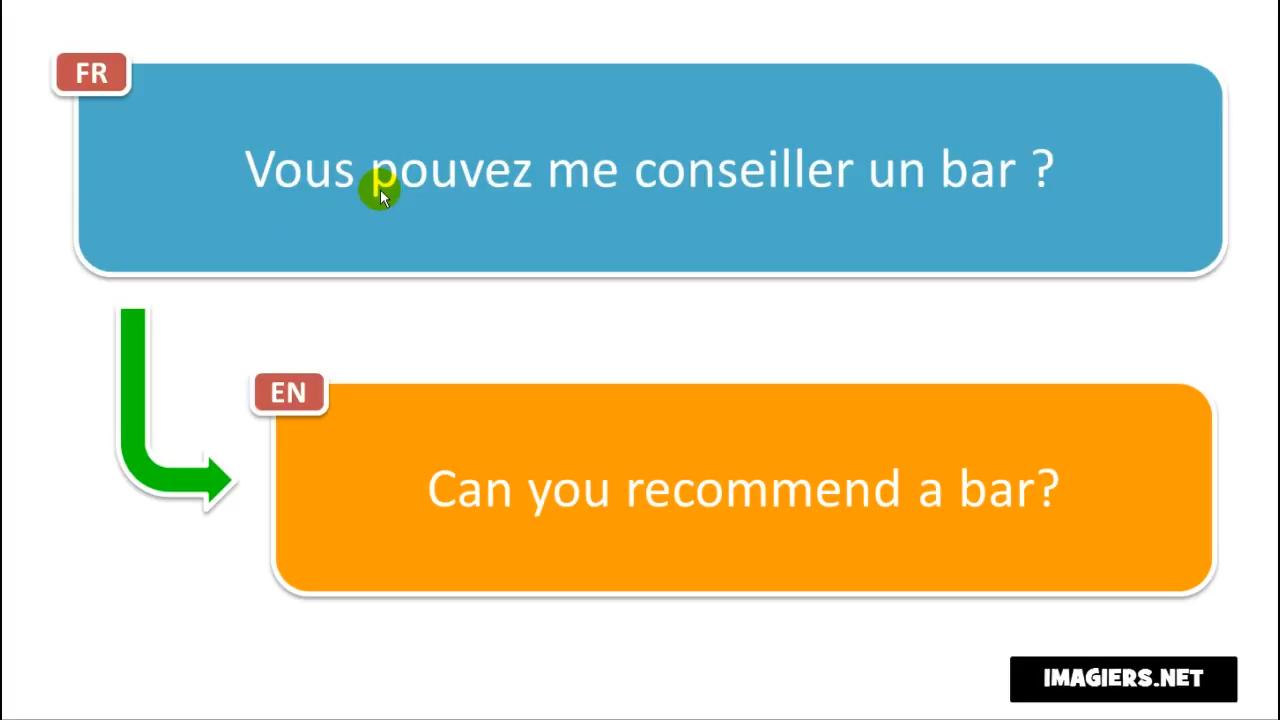 FR
Vous pouvez me conseiller un bar ?
EN
Can you recommend a bar?
IMAGIERS.NET